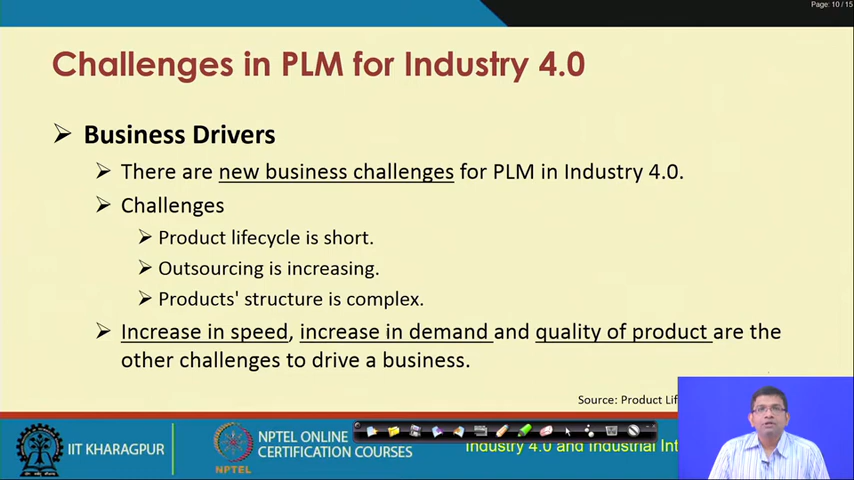 Page: 10 / 15
Challenges in PLM for Industry 4.0
Business Drivers
There are new business challenges for PLM in Industry 4.0.
Challenges
Product lifecycle is short.
Outsourcing is increasing.
Products' structure is complex.
Increase in speed, increase in demand and quality of product are the
other challenges to drive a business.
Source: Product
IIT KHARAGPUR
NPTEL
NPTEL ONLINE
CERTIFICATION COURSES
Industry 4.0 and Industrial